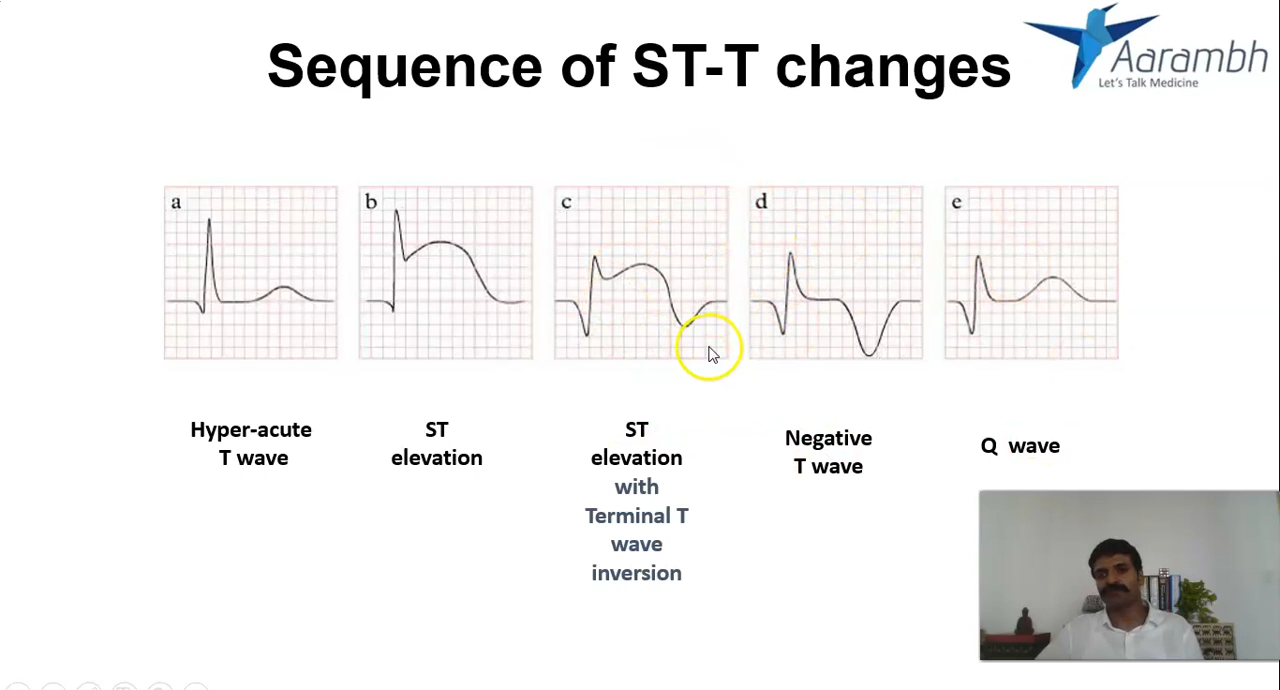 Sequence of ST-T changes
Aarambh
Let's Talk Medicine
a
b
c
d
e
Hyper-acute
T wave
ST
elevation
ST
elevation
with
Terminal T
wave
inversion
Negative
T wave
Q wave